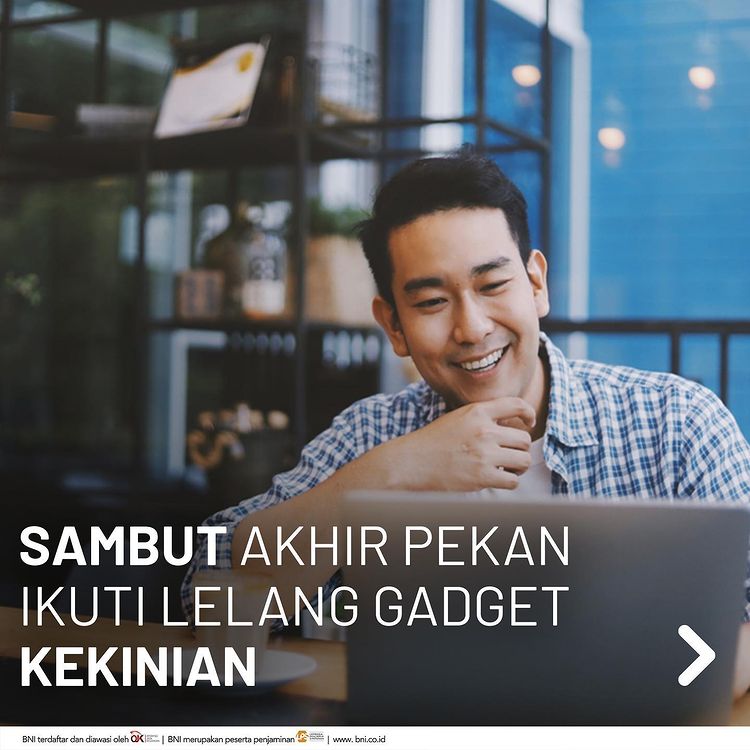 SAMBUT AKHIR PEKAN
IKUTI LELANG GADGET
KEKINIAN
BNI terdaftar dan diawasi oleh OJK | BNI merupakan peserta penjaminan LPS | www. bni.co.id